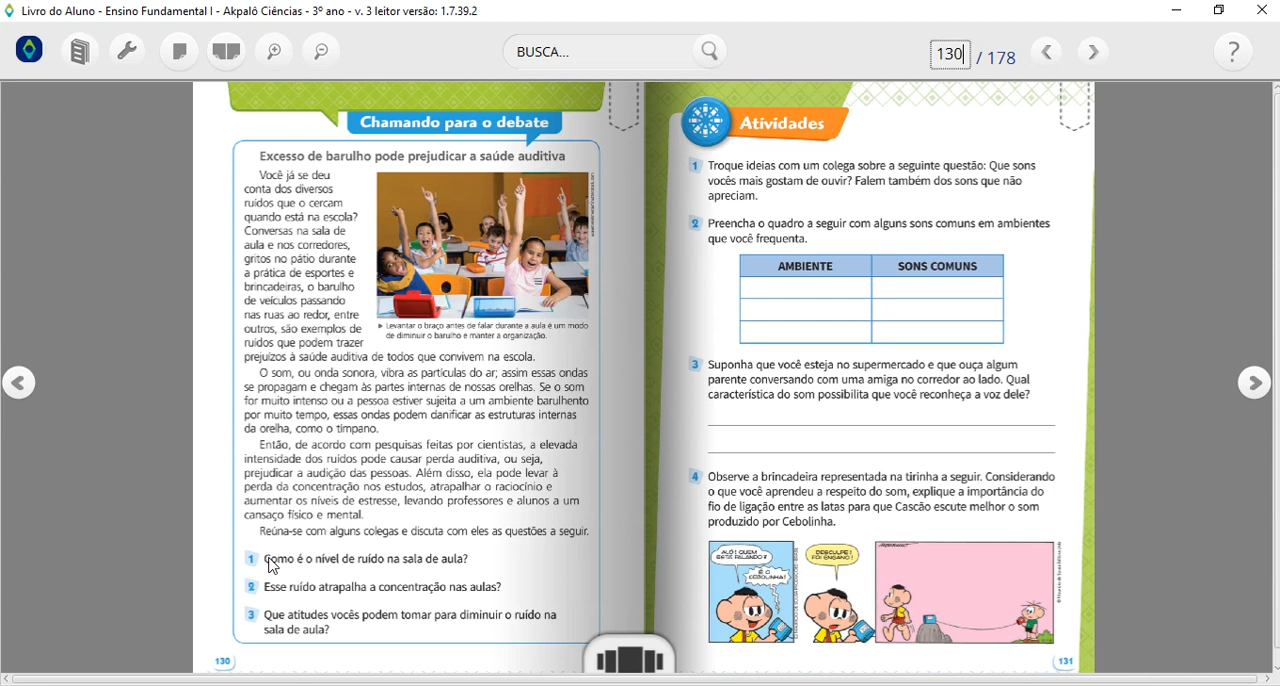 Livro do Aluno - Ensino Fundamental I - Akpalô Ciências - 3º ano - v. 3 leitor versão: 1.7.39.2
BUSCA...
130 / 178
?
Chamando para o debate
Excesso de barulho pode prejudicar a saúde auditiva
Você já se deu
conta dos diversos
ruídos que o cercam
quando está na escola?
Conversas na sala de
aula e nos corredores,
gritos no pátio durante
a prática de esportes e
brincadeiras, o barulho
de veículos passando
nas ruas ao redor, entre
outros, são exemplos de
ruídos que podem trazer
prejuízos à saúde auditiva de todos que convivem na escola.
Levantar o braço antes de falar durante a aula é um modo
de diminuir o barulho e manter a organização.
O som, ou onda sonora, vibra as partículas do ar; assim essas ondas
se propagam e chegam às partes internas de nossas orelhas. Se o som
for muito intenso ou a pessoa estiver sujeita a um ambiente barulhento
por muito tempo, essas ondas podem danificar as estruturas internas
da orelha, como o tímpano.
Então, de acordo com pesquisas feitas por cientistas, a elevada
intensidade dos ruídos pode causar perda auditiva, ou seja,
prejudicar a audição das pessoas. Além disso, ela pode levar à
perda da concentração nos estudos, atrapalhar o raciocínio e
aumentar os níveis de estresse, levando professores e alunos a um
cansaço físico e mental.
Reúna-se com alguns colegas e discuta com eles as questões a seguir.
1 Como é o nível de ruído na sala de aula?
2 Esse ruído atrapalha a concentração nas aulas?
3 Que atitudes vocês podem tomar para diminuir o ruído na
sala de aula?
130
Atividades
1 Troque ideias com um colega sobre a seguinte questão: Que sons
vocês mais gostam de ouvir? Falem também dos sons que não
apreciam.
2 Preencha o quadro a seguir com alguns sons comuns em ambientes
que você frequenta.
AMBIENTE SONS COMUNS
3 Suponha que você esteja no supermercado e que ouça algum
parente conversando com uma amiga no corredor ao lado. Qual
característica do som possibilita que você reconheça a voz dele?
4 Observe a brincadeira representada na tirinha a seguir. Considerando
o que você aprendeu a respeito do som, explique a importância do
fio de ligação entre as latas para que Cascão escute melhor o som
produzido por Cebolinha.
ALÔ! QUEM
ESTÁ FALANDO?
É O
CEBOLINHA!
DESCULPE!
FOI ENGANO!
131